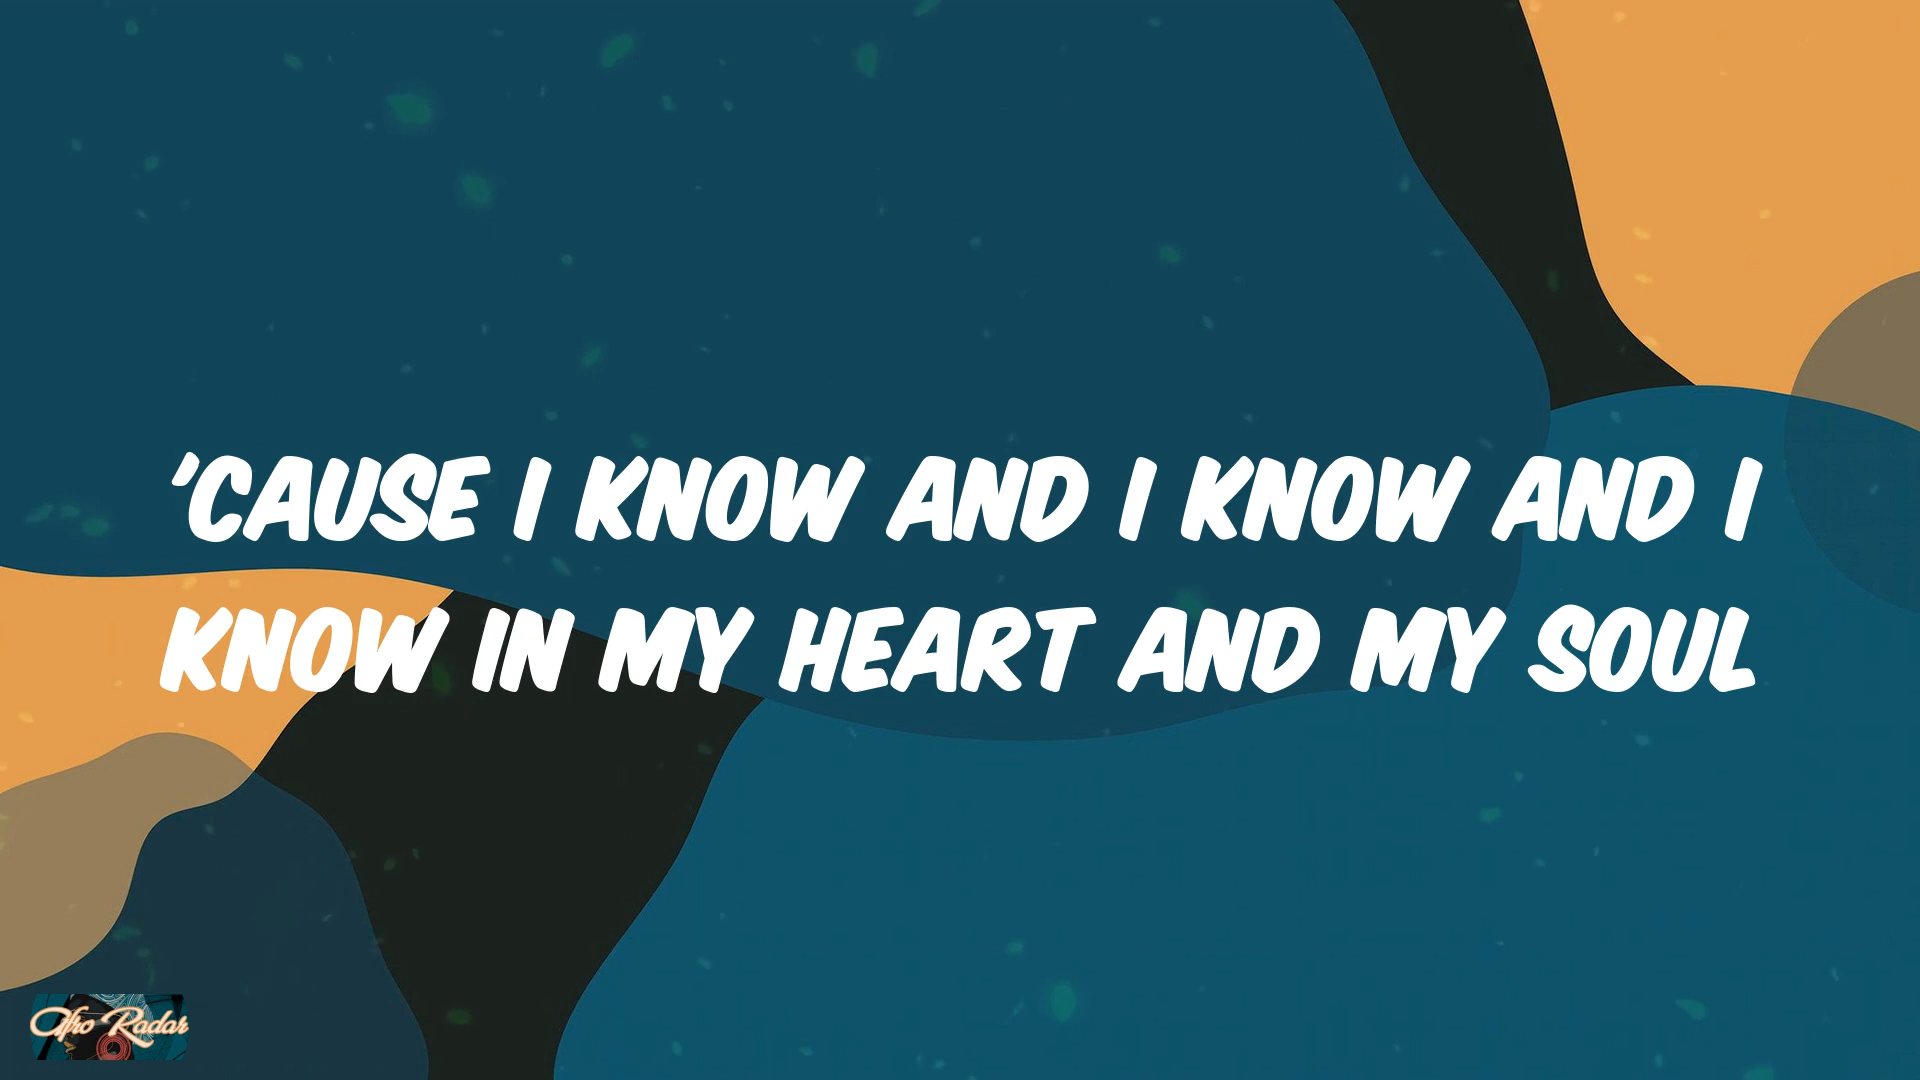 'CAUSE I KNOW AND I KNOW AND I
KNOW IN MY HEART AND MY SOUL
Afro Radar